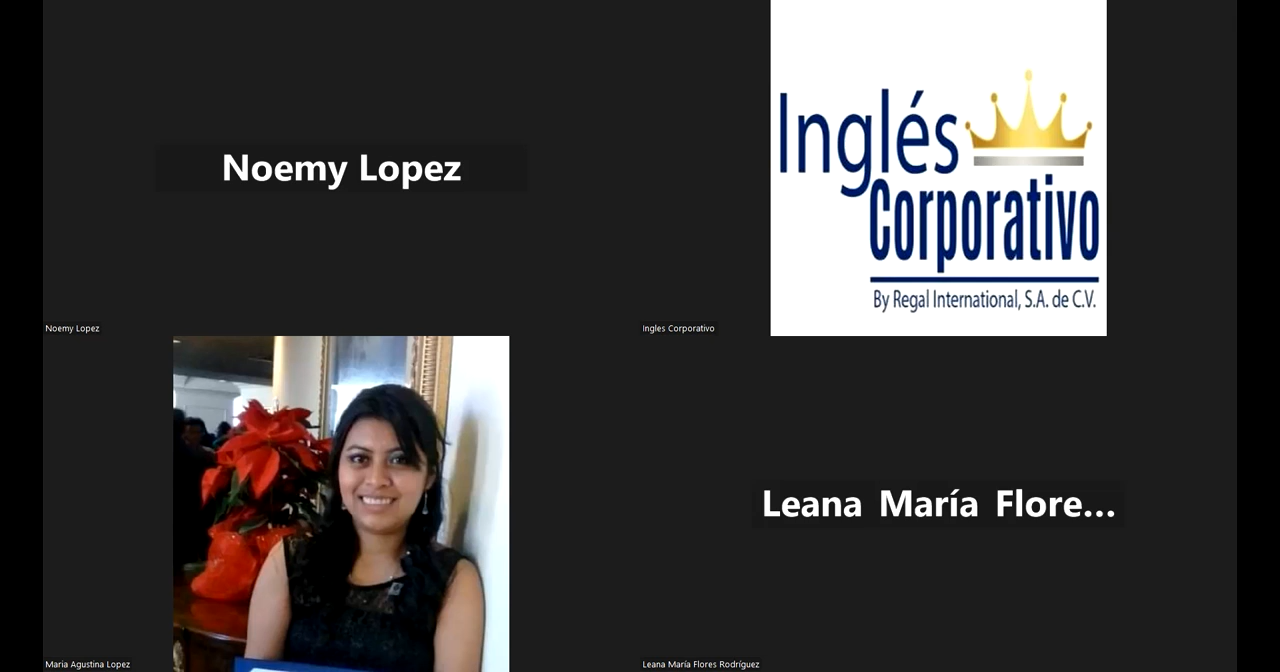 Noemy Lopez
Noemy Lopez
Inglés
Corporativo
By Regal International, S.A. de C.V.
Ingles Corporativo
Maria Agustina Lopez
Leana María Flore...
Leana María Flores Rodríguez